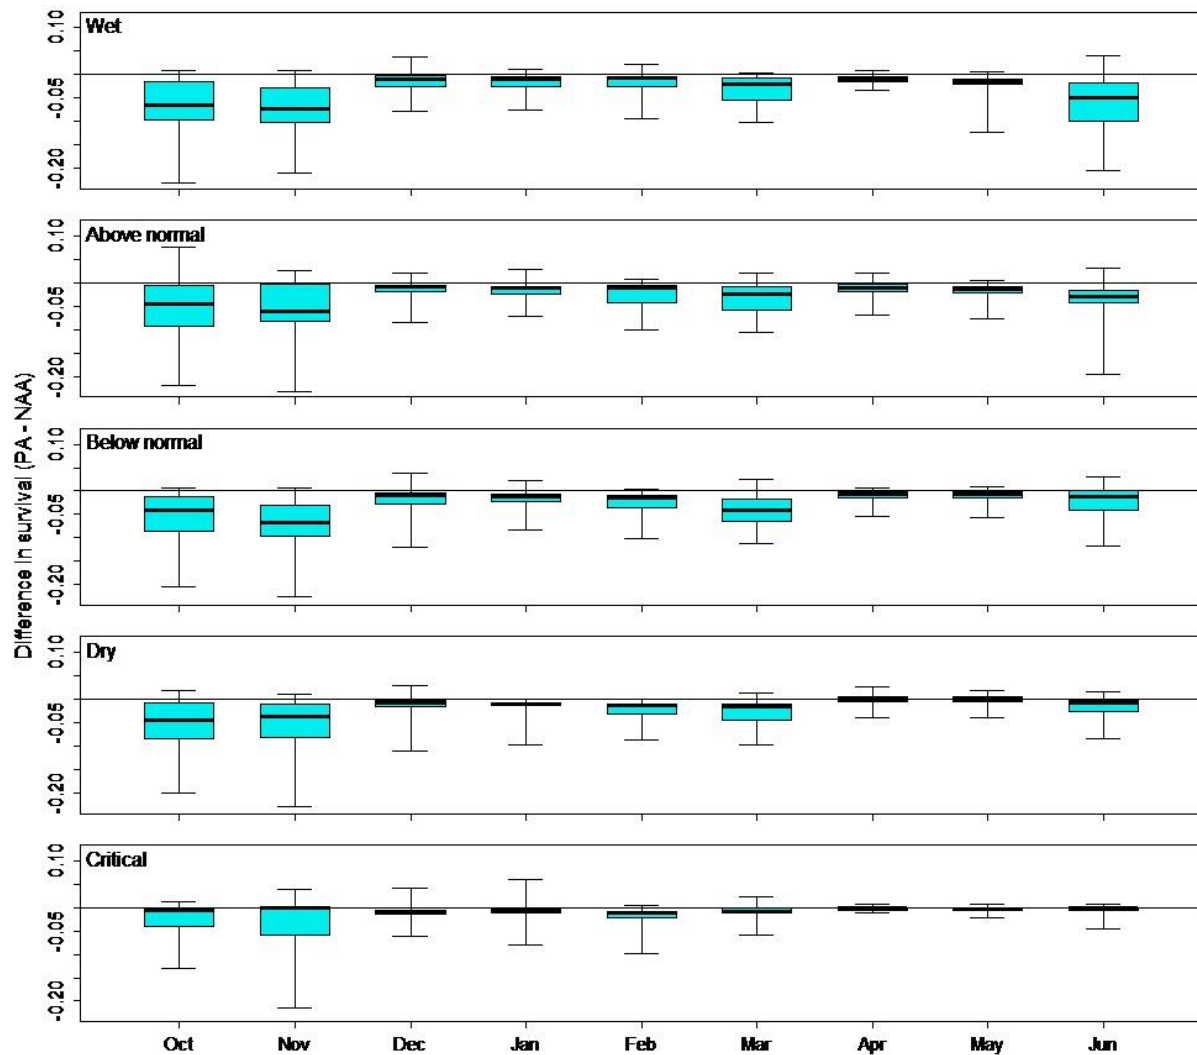 Difference in survival (PA - NAA)
Wet
0.10
-0.05
-0.20
Above normal
0.10
-0.05
-0.20
Below normal
0.10
-0.05
-0.20
Dry
0.10
-0.05
-0.20
Critical
0.10
-0.05
-0.20
Oct Nov Dec Jan Feb Mar Apr May Jun